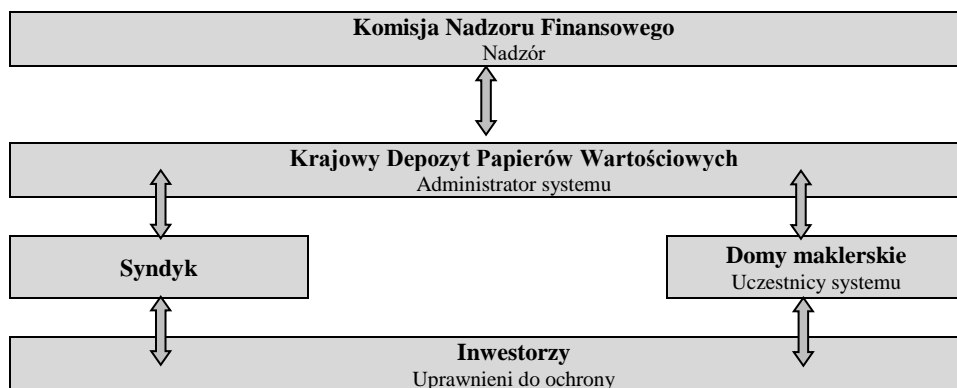 Komisja Nadzoru Finansowego
Nadzór
Krajowy Depozyt Papierów Wartościowych
Administrator systemu
Syndyk
Domy maklerskie
Uczestnicy systemu
Inwestorzy
Uprawnieni do ochrony